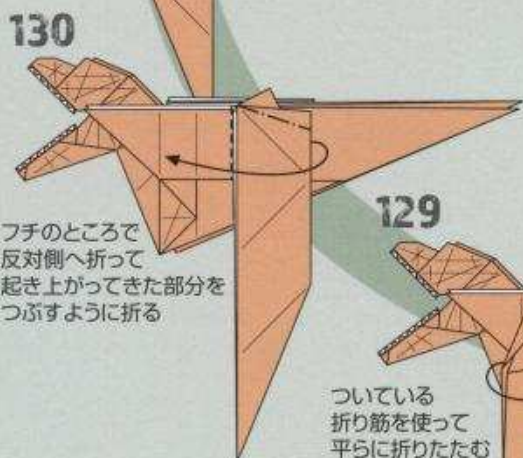 130
フチのところで
反対側へ折って
起き上がってきた部分を
つぶすように折る
129
ついている
折り筋を使って
平らに折りたたむ